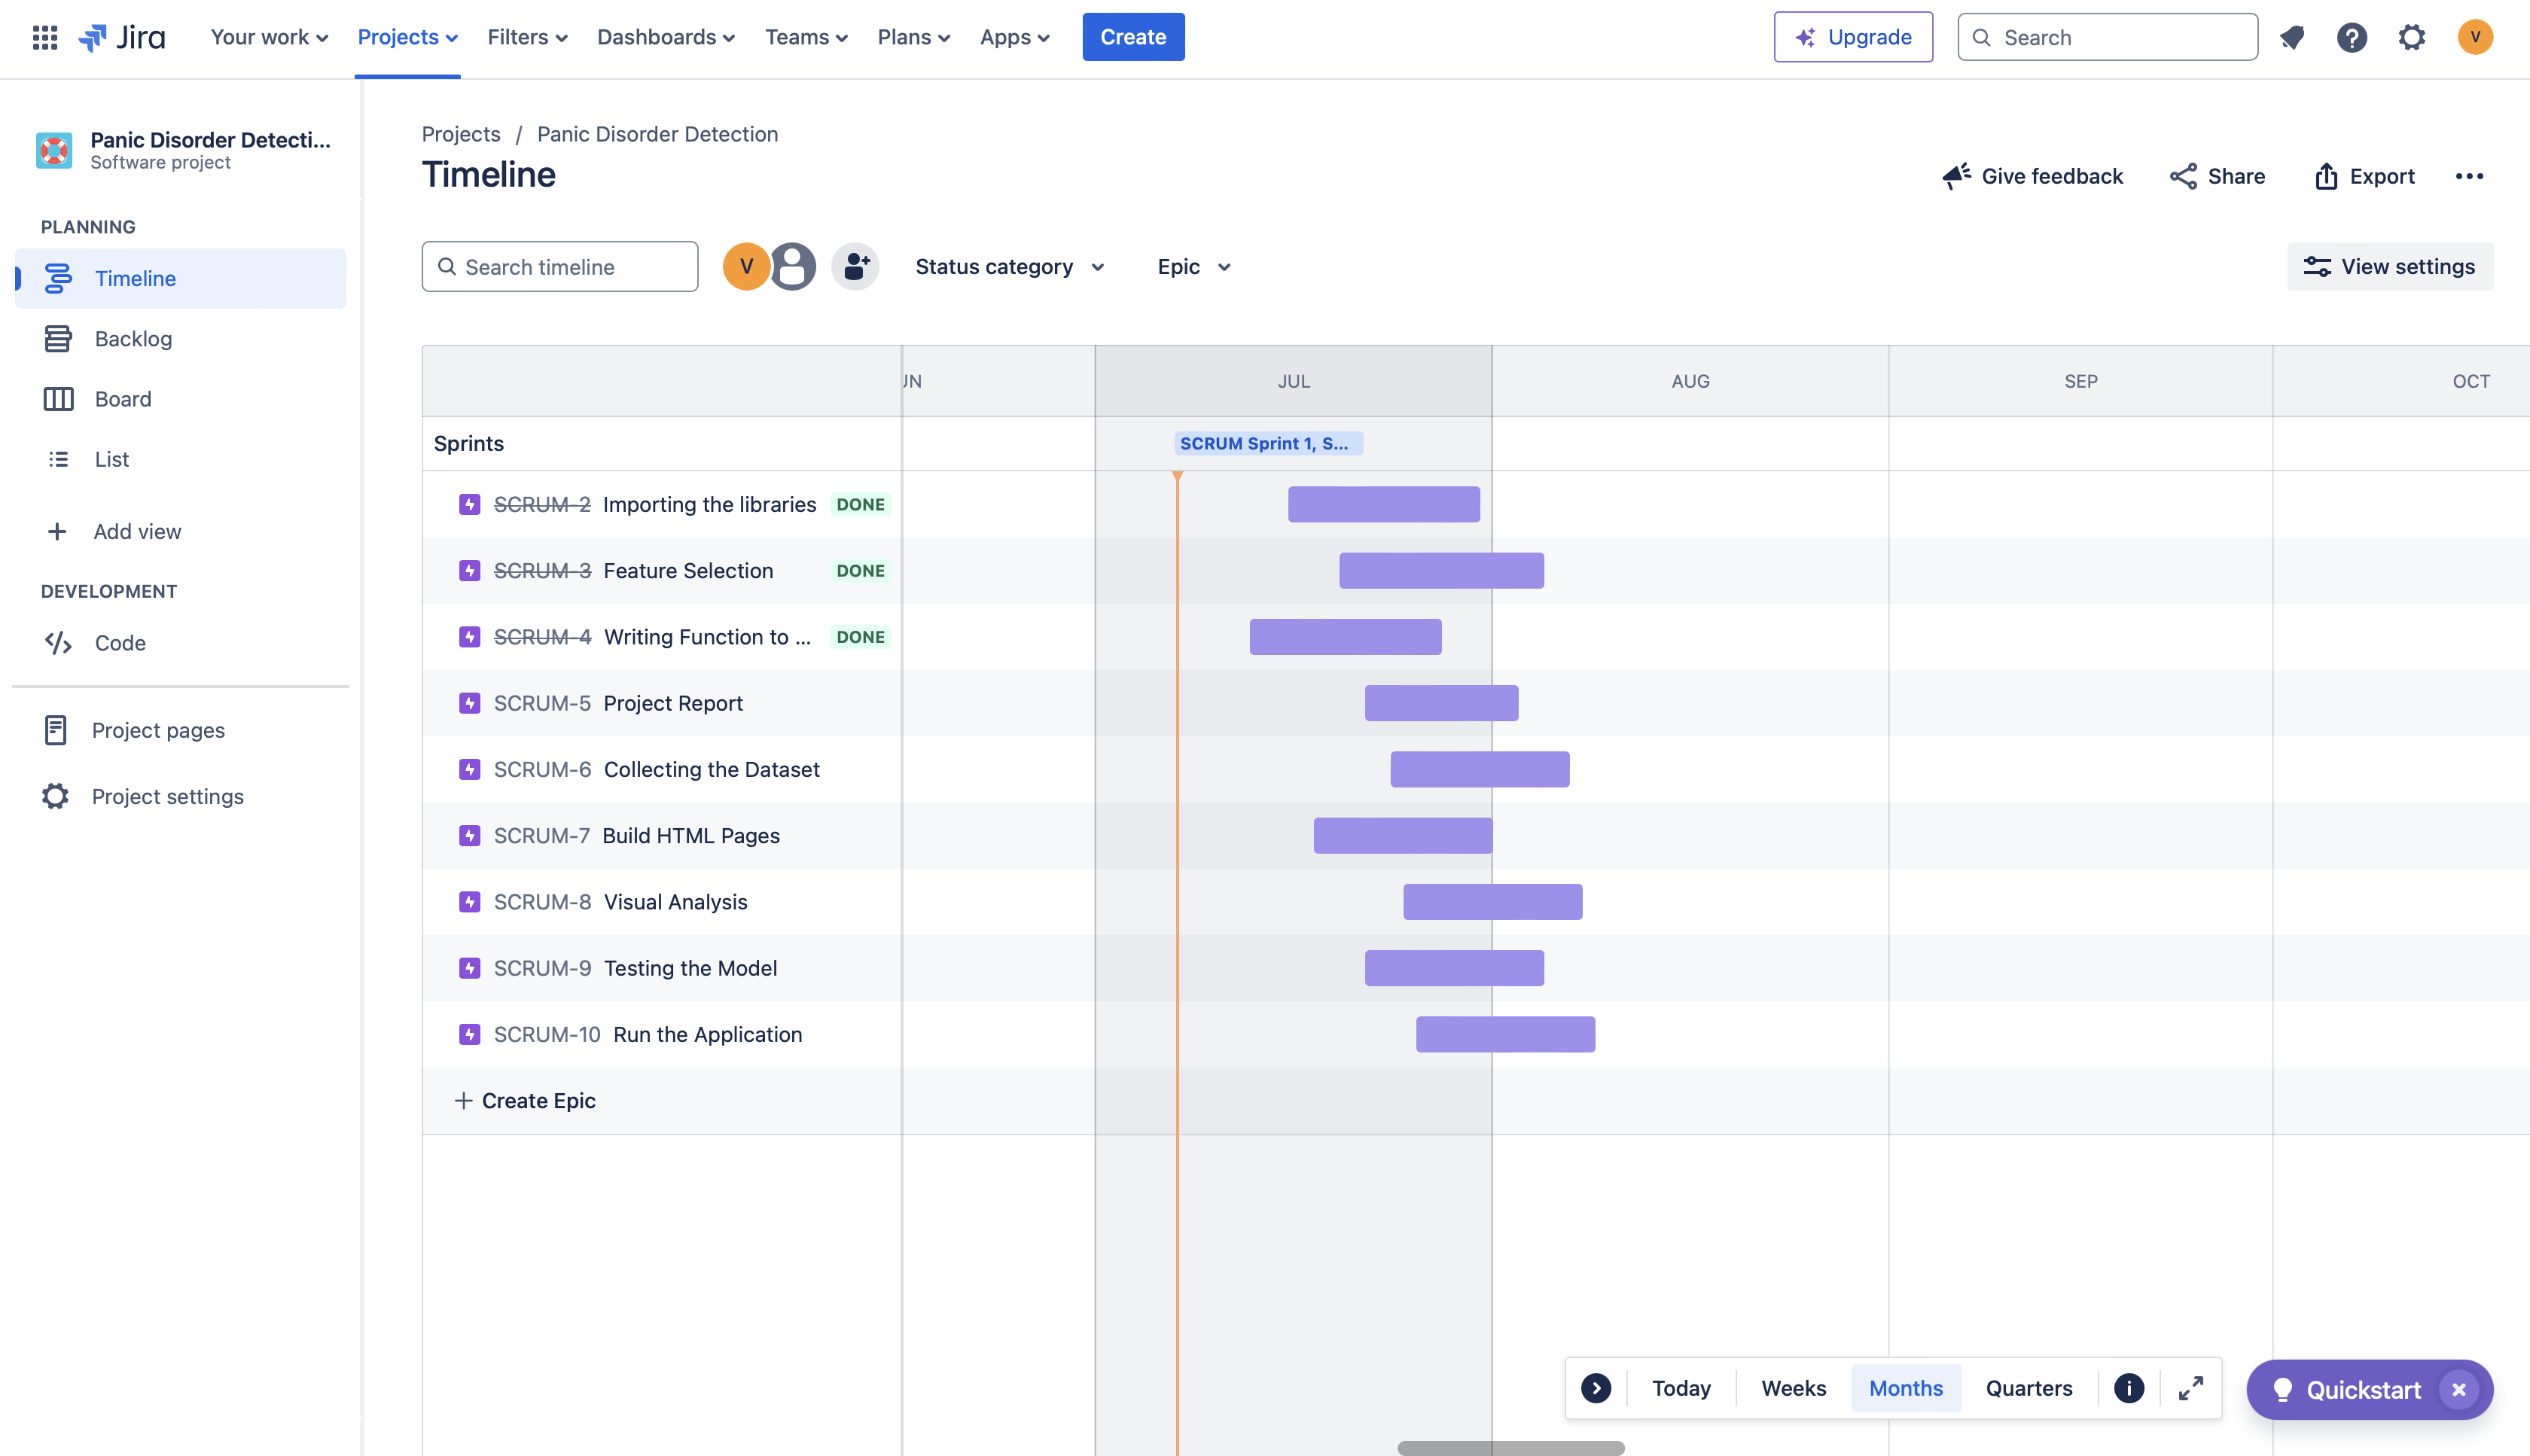 Jira Your work Projects Filters Dashboards Teams Plans Apps Create Upgrade Search V
Panic Disorder Detecti...
Software project
PLANNING
Timeline
Backlog
Board
List
Add view
DEVELOPMENT
Code
Project pages
Project settings
Projects / Panic Disorder Detection
Timeline
Give feedback Share Export
Search timeline V Status category Epic View settings
JUL AUG SEP OCT
Sprints SCRUM Sprint 1, S...
SCRUM-2 Importing the libraries DONE
SCRUM-3 Feature Selection DONE
SCRUM-4 Writing Function to ... DONE
SCRUM-5 Project Report
SCRUM-6 Collecting the Dataset
SCRUM-7 Build HTML Pages
SCRUM-8 Visual Analysis
SCRUM-9 Testing the Model
SCRUM-10 Run the Application
+ Create Epic
Today Weeks Months Quarters Quickstart